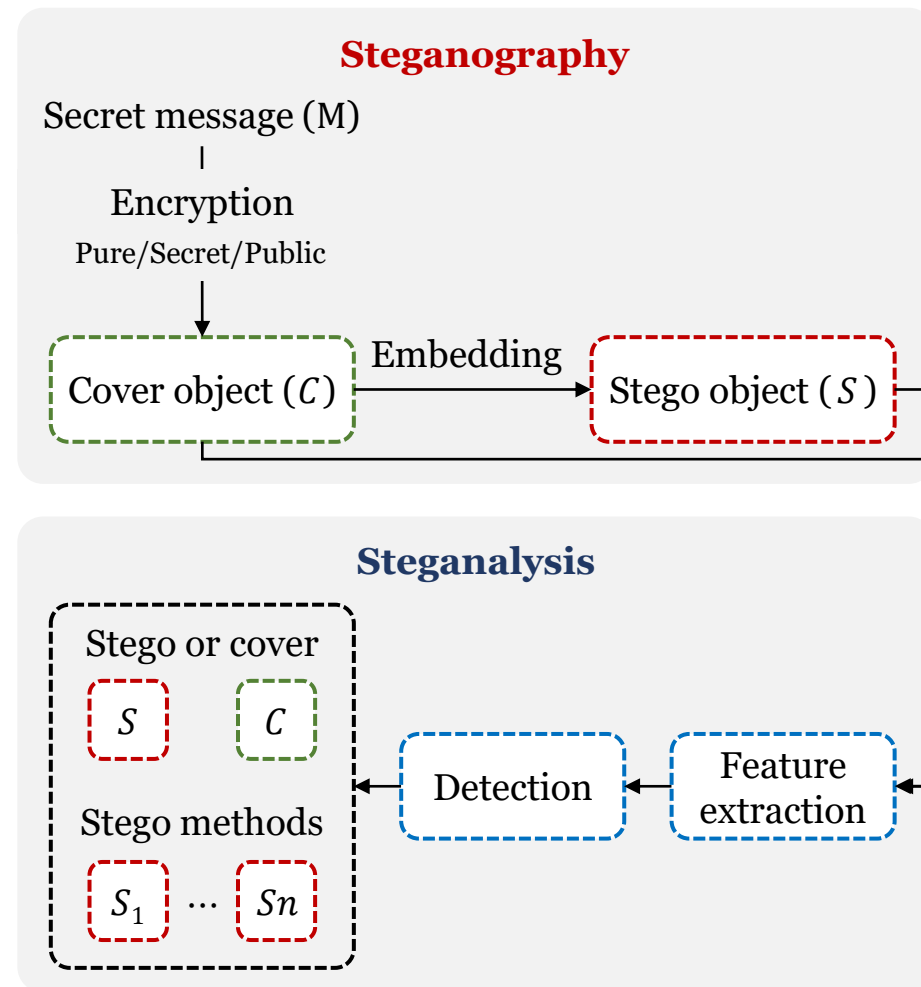 Steganography
Secret message (M)
Encryption
Pure/Secret/Public
Embedding
Cover object (C)
Stego object (S)
Steganalysis
Stego or cover
S
C
Detection
Feature
extraction
Stego methods
S₁ ⋯ Sn